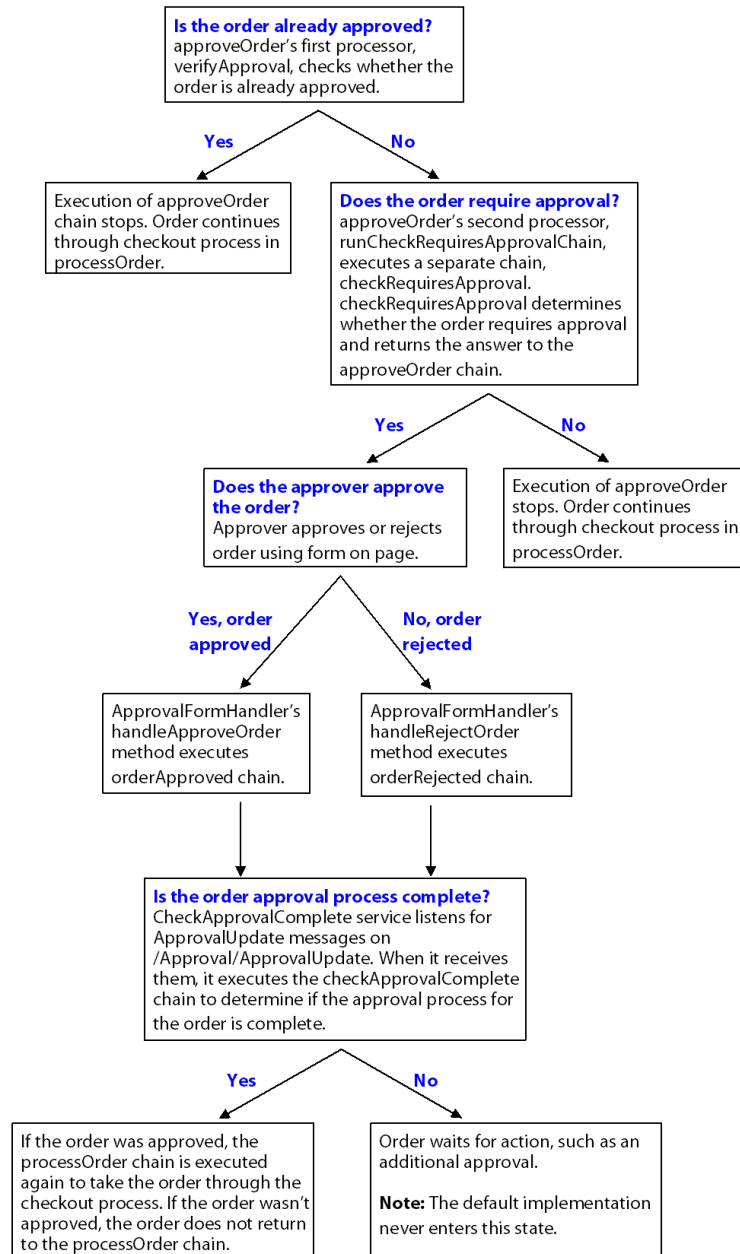 Is the order already approved?
approveOrder's first processor,
verifyApproval, checks whether the
order is already approved.
Yes
No
Execution of approveOrder
chain stops. Order continues
through checkout process in
processOrder.
Does the order require approval?
approveOrder's second processor,
runCheckRequiresApprovalChain,
executes a separate chain,
checkRequiresApproval.
checkRequiresApproval determines
whether the order requires approval
and returns the answer to the
approveOrder chain.
Yes
No
Does the approver approve
the order?
Approver approves or rejects
order using form on page.
Execution of approveOrder
stops. Order continues
through checkout process in
processOrder.
Yes, order
approved
No, order
rejected
ApprovalFormHandler's
handleApproveOrder
method executes
orderApproved chain.
ApprovalFormHandler's
handleRejectOrder
method executes
orderRejected chain.
Is the order approval process complete?
CheckApprovalComplete service listens for
ApprovalUpdate messages on
/Approval/ApprovalUpdate. When it receives
them, it executes the checkApprovalComplete
chain to determine if the approval process for
the order is complete.
Yes
No
If the order was approved, the
processOrder chain is executed
again to take the order through the
checkout process. If the order wasn't
approved, the order does not return
to the processOrder chain.
Order waits for action, such as an
additional approval.
Note: The default implementation
never enters this state.